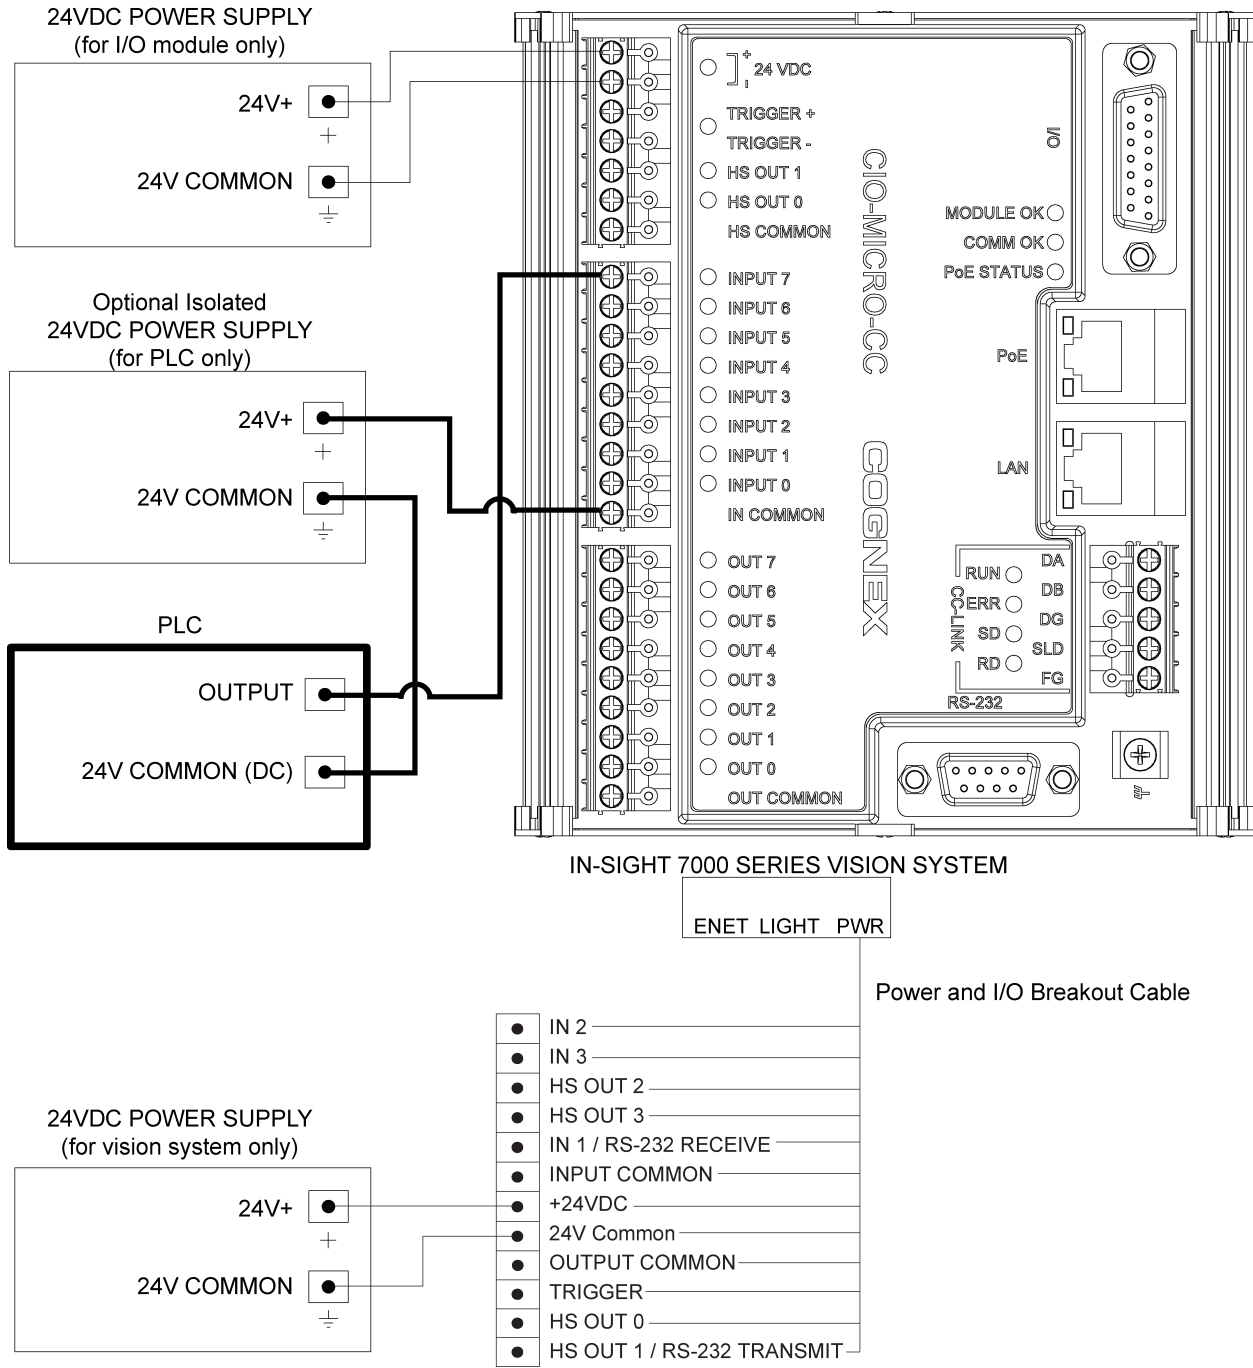 24VDC POWER SUPPLY
(for I/O module only)
24V+
+
24V COMMON
Optional Isolated
24VDC POWER SUPPLY
(for PLC only)
24V+
+
24V COMMON
PLC
OUTPUT
24V COMMON (DC)
+
-
24 VDC
TRIGGER +
TRIGGER -
HS OUT 1
HS OUT 0
HS COMMON
INPUT 7
INPUT 6
INPUT 5
INPUT 4
INPUT 3
INPUT 2
INPUT 1
INPUT 0
IN COMMON
OUT 7
OUT 6
OUT 5
OUT 4
OUT 3
OUT 2
OUT 1
OUT 0
OUT COMMON
CIO-MICRO-CC
COGNEX
I/O
MODULE OK
COMM OK
PoE STATUS
PoE
LAN
CC-LINK
RUN
ERR
SD
RD
DA
DB
DG
SLD
FG
RS-232
IN-SIGHT 7000 SERIES VISION SYSTEM
ENET LIGHT PWR
Power and I/O Breakout Cable
IN 2
IN 3
HS OUT 2
HS OUT 3
IN 1 / RS-232 RECEIVE
INPUT COMMON
+24VDC
24V Common
OUTPUT COMMON
TRIGGER
HS OUT 0
HS OUT 1 / RS-232 TRANSMIT
24VDC POWER SUPPLY
(for vision system only)
24V+
+
24V COMMON